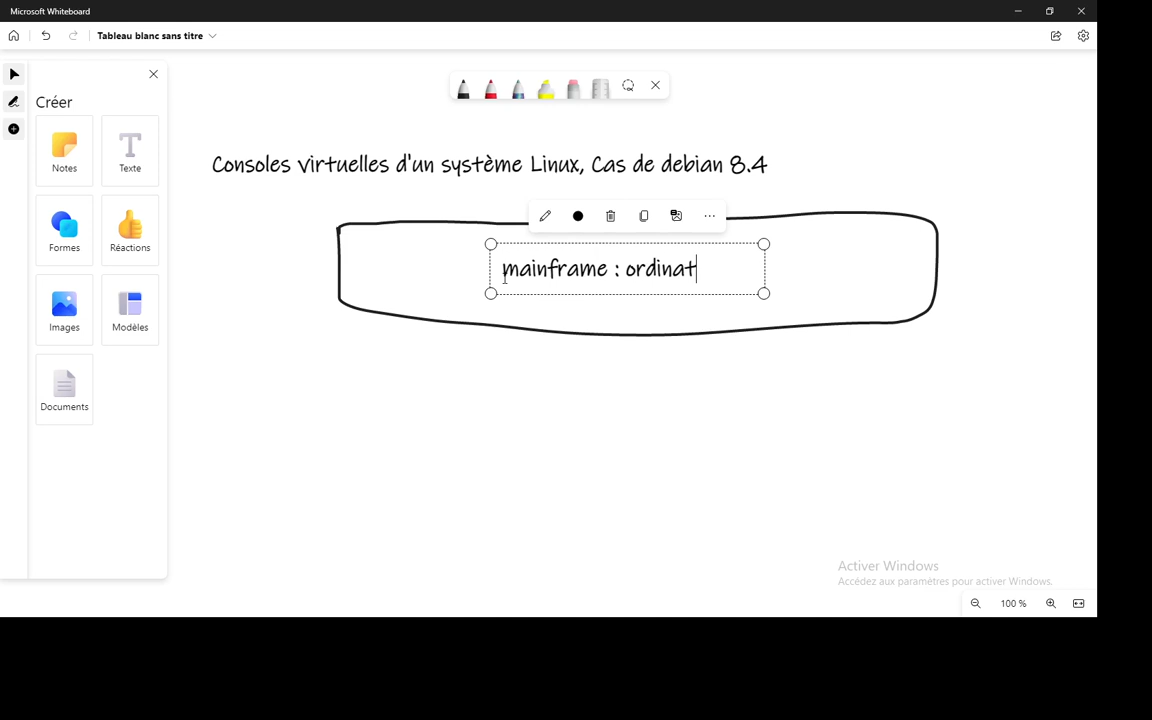 Microsoft Whiteboard
Tableau blanc sans titre
Créer
Notes
Texte
Formes
Réactions
Images
Modèles
Documents
Consoles virtuelles d'un système Linux, Cas de debian 8.4
mainframe : ordinat
Activer Windows
Accédez aux paramètres pour activer Windows.
100 %